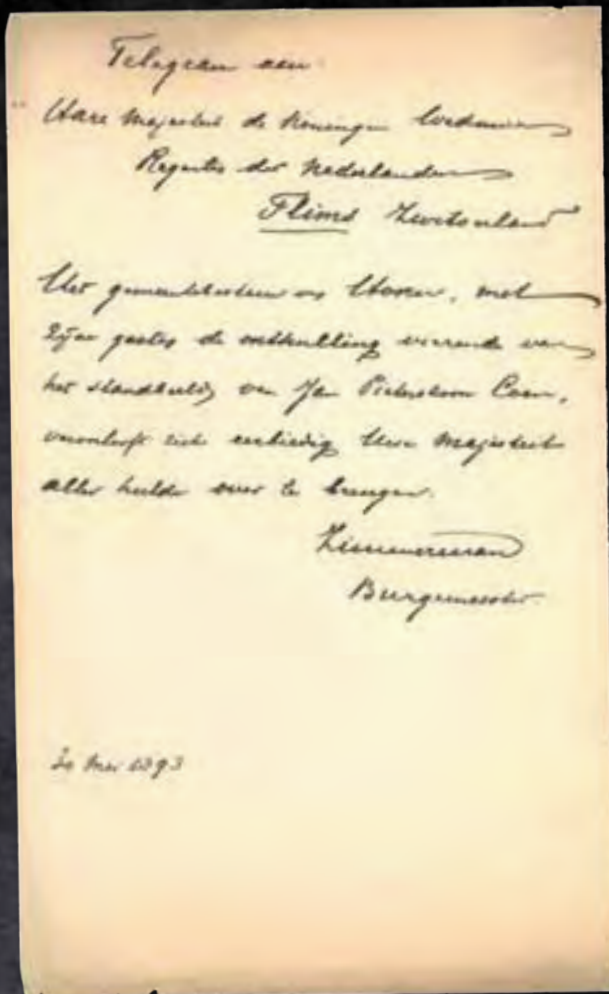 Telegram aan
Hare Majesteit de Koningin Weduwe
Regentes der Nederlanden
Flims Zwitserland
Het gemeentebestuur van Hoorn, met
zijne gasten de onthulling vierende van
het standbeeld van Jan Pieterszoon Coen,
veroorlooft zich eerbiedig Uwe Majesteit
aller hulde over te brengen.
Zimmerman
Burgemeester.
30 Mei 1893